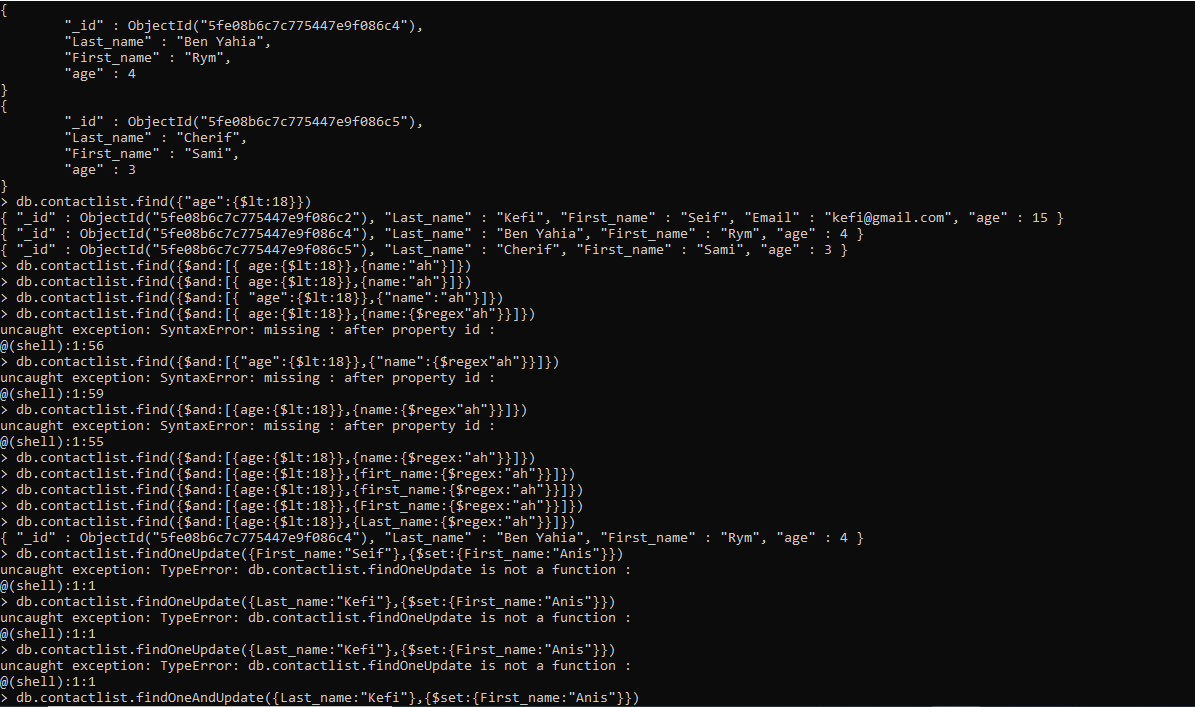 {
        "_id" : ObjectId("5fe08b6c7c775447e9f086c4"),
        "Last_name" : "Ben Yahia",
        "First_name" : "Rym",
        "age" : 4
}
{
        "_id" : ObjectId("5fe08b6c7c775447e9f086c5"),
        "Last_name" : "Cherif",
        "First_name" : "Sami",
        "age" : 3
}
> db.contactlist.find({"age":{$lt:18}})
{ "_id" : ObjectId("5fe08b6c7c775447e9f086c2"), "Last_name" : "Kefi", "First_name" : "Seif", "Email" : "kefi@gmail.com", "age" : 15 }
{ "_id" : ObjectId("5fe08b6c7c775447e9f086c4"), "Last_name" : "Ben Yahia", "First_name" : "Rym", "age" : 4 }
{ "_id" : ObjectId("5fe08b6c7c775447e9f086c5"), "Last_name" : "Cherif", "First_name" : "Sami", "age" : 3 }
> db.contactlist.find({$and:[{ age:{$lt:18}},{name:"ah"}]})
> db.contactlist.find({$and:[{ age:{$lt:18}},{name:"ah"}]})
> db.contactlist.find({$and:[{ "age":{$lt:18}},{"name":"ah"}]})
> db.contactlist.find({$and:[{ age:{$lt:18}},{name:{$regex"ah"}}]})
uncaught exception: SyntaxError: missing : after property id :
@(shell):1:56
> db.contactlist.find({$and:[{"age":{$lt:18}},{"name":{$regex"ah"}}]})
uncaught exception: SyntaxError: missing : after property id :
@(shell):1:59
> db.contactlist.find({$and:[{age:{$lt:18}},{name:{$regex"ah"}}]})
uncaught exception: SyntaxError: missing : after property id :
@(shell):1:55
> db.contactlist.find({$and:[{age:{$lt:18}},{name:{$regex:"ah"}}]})
> db.contactlist.find({$and:[{age:{$lt:18}},{firt_name:{$regex:"ah"}}]})
> db.contactlist.find({$and:[{age:{$lt:18}},{first_name:{$regex:"ah"}}]})
> db.contactlist.find({$and:[{age:{$lt:18}},{First_name:{$regex:"ah"}}]})
> db.contactlist.find({$and:[{age:{$lt:18}},{Last_name:{$regex:"ah"}}]})
{ "_id" : ObjectId("5fe08b6c7c775447e9f086c4"), "Last_name" : "Ben Yahia", "First_name" : "Rym", "age" : 4 }
> db.contactlist.findOneUpdate({First_name:"Seif"},{$set:{First_name:"Anis"}})
uncaught exception: TypeError: db.contactlist.findOneUpdate is not a function :
@(shell):1:1
> db.contactlist.findOneUpdate({Last_name:"Kefi"},{$set:{First_name:"Anis"}})
uncaught exception: TypeError: db.contactlist.findOneUpdate is not a function :
@(shell):1:1
> db.contactlist.findOneUpdate({Last_name:"Kefi"},{$set:{First_name:"Anis"}})
uncaught exception: TypeError: db.contactlist.findOneUpdate is not a function :
@(shell):1:1
> db.contactlist.findOneAndUpdate({Last_name:"Kefi"},{$set:{First_name:"Anis"}})